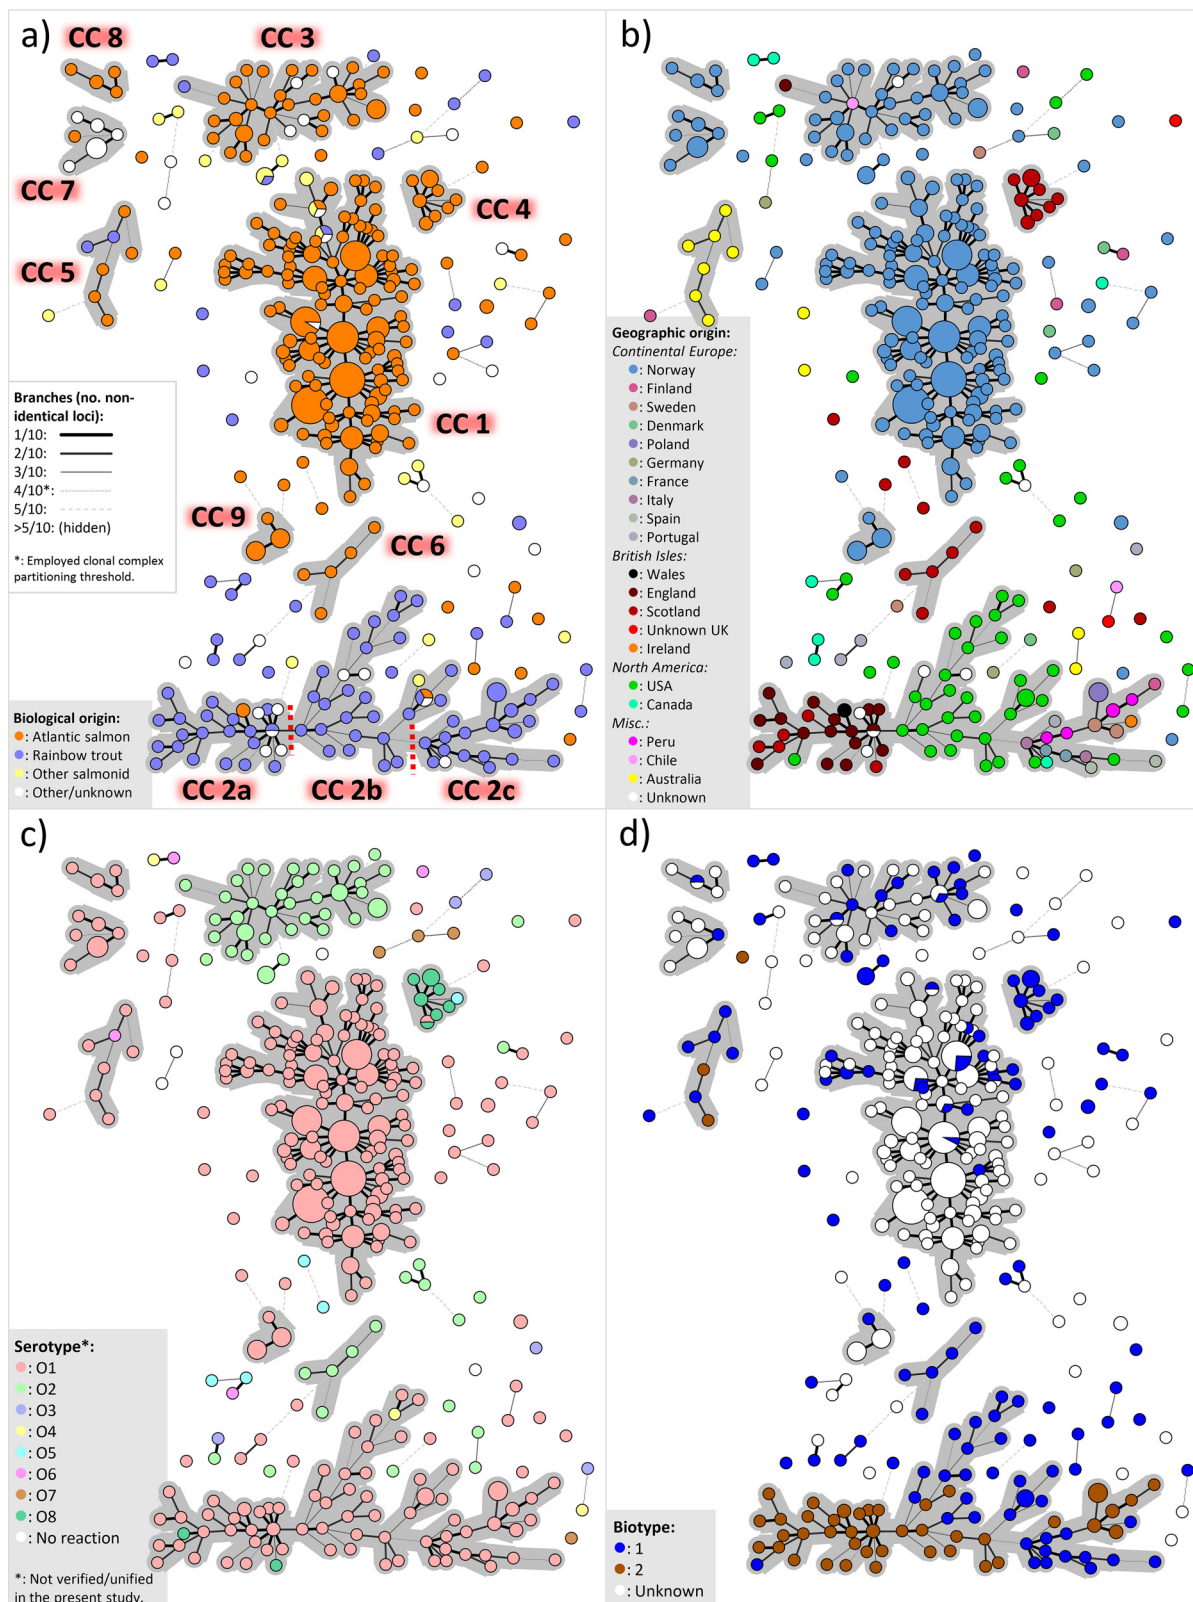 a)
CC 8
CC 3
CC 7
CC 4
CC 5
Branches (no. non-
identical loci):
1/10:
2/10:
3/10:
4/10*:
5/10:
>5/10: (hidden)
*: Employed clonal complex
partitioning threshold.
CC 1
CC 9
CC 6
Biological origin:
: Atlantic salmon
: Rainbow trout
: Other salmonid
: Other/unknown
CC 2a
CC 2b
CC 2c
b)
Geographic origin:
Continental Europe:
: Norway
: Finland
: Sweden
: Denmark
: Poland
: Germany
: France
: Italy
: Spain
: Portugal
British Isles:
: Wales
: England
: Scotland
: Unknown UK
: Ireland
North America:
: USA
: Canada
Misc.:
: Peru
: Chile
: Australia
: Unknown
c)
Serotype*:
: O1
: O2
: O3
: O4
: O5
: O6
: O7
: O8
: No reaction
*: Not verified/unified
in the present study.
d)
Biotype:
: 1
: 2
: Unknown